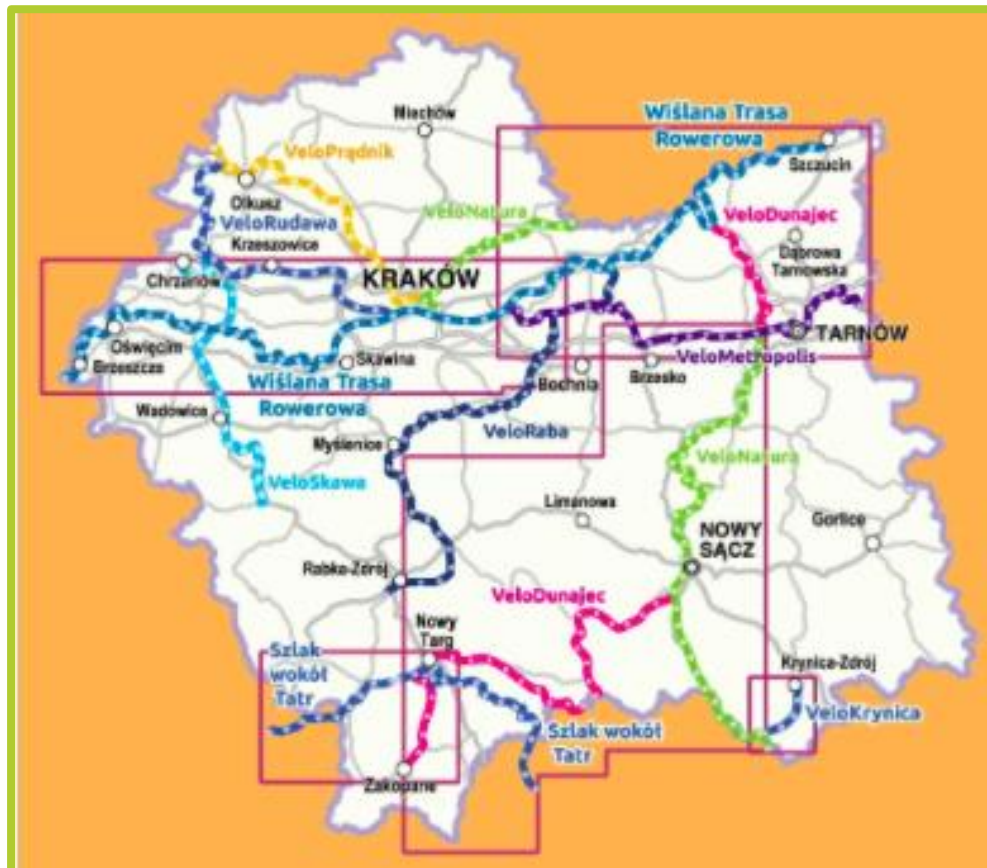 Miechów
Wiślana Trasa
Rowerowa
Szczucin
VeloPrądnik
Olkusz
VeloNatura
VeloDunajec
VeloRudawa
Krzeszowice
Dąbrowa
Tarnowska
Chrzanów
KRAKÓW
TARNÓW
Oświęcim
Brzeszcze
Skawina
VeloMetropolis
Bochnia
Brzesko
Wiślana Trasa
Rowerowa
Wadowice
Myślenice
VeloRaba
VeloNatura
VeloSkawa
Limanowa
Gorlice
NOWY
SĄCZ
Rabka-Zdrój
VeloDunajec
Nowy
Targ
Szlak
wokół
Tatr
Krynica-Zdrój
VeloKrynica
Szlak wokół
Tatr
Zakopane